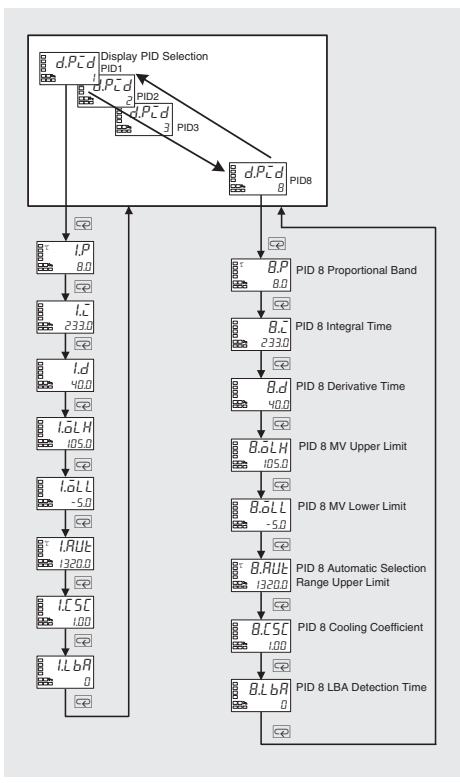 Display PID Selection
d.Pid
1
PID1
d.Pid
2
PID2
d.Pid
3
PID3
d.Pid
8
PID8
1.P
8.0
1.i
233.0
1.d
40.0
1.oLH
105.0
1.oLL
-5.0
1.AUt
1320.0
1.CSC
1.00
1.LbA
0
8.P
8.0
PID 8 Proportional Band
8.i
233.0
PID 8 Integral Time
8.d
40.0
PID 8 Derivative Time
8.oLH
105.0
PID 8 MV Upper Limit
8.oLL
-5.0
PID 8 MV Lower Limit
8.AUt
1320.0
PID 8 Automatic Selection
Range Upper Limit
8.CSC
1.00
PID 8 Cooling Coefficient
8.LbA
0
PID 8 LBA Detection Time